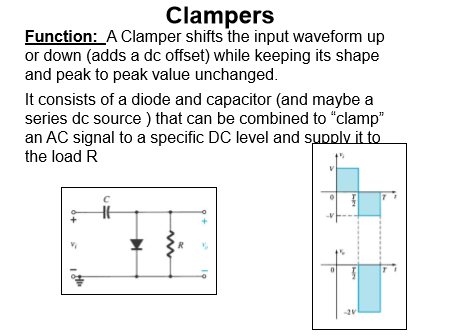 Clampers
Function: A Clamper shifts the input waveform up
or down (adds a dc offset) while keeping its shape
and peak to peak value unchanged.
It consists of a diode and capacitor (and maybe a
series dc source ) that can be combined to “clamp”
an AC signal to a specific DC level and supply it to
the load R
C
+
+
vi
R
vo
−
−
vi
V
0
T/2
T
t
−V
vo
0
T/2
T
t
−2V